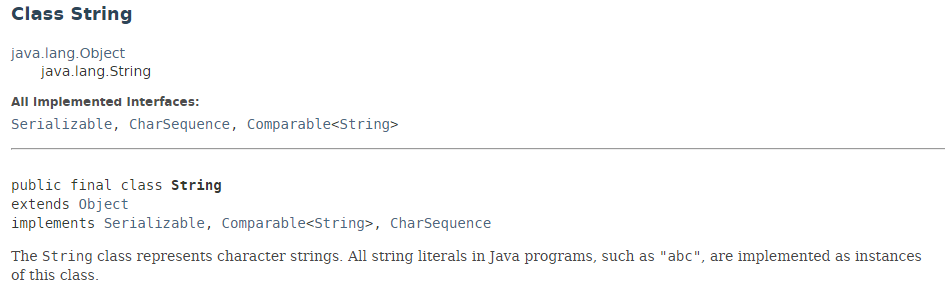 Class String
java.lang.Object
java.lang.String
All Implemented Interfaces:
Serializable, CharSequence, Comparable<String>
public final class String
extends Object
implements Serializable, Comparable<String>, CharSequence
The String class represents character strings. All string literals in Java programs, such as "abc", are implemented as instances
of this class.